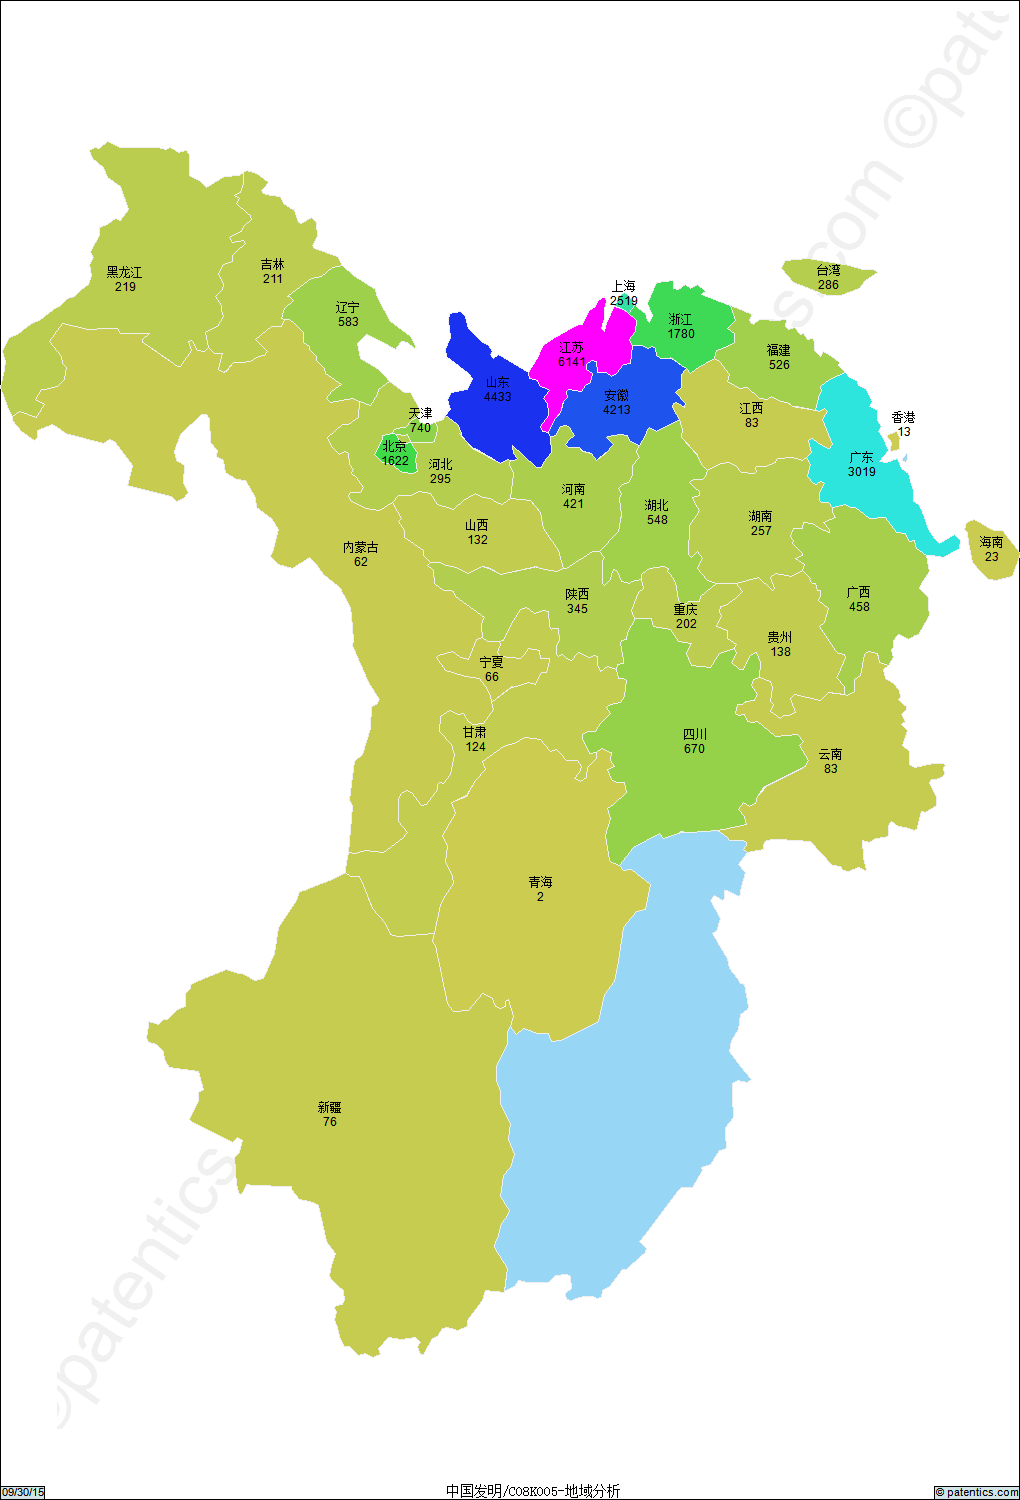 ©patentics.com ©patentics
黑龙江
219
吉林
211
辽宁
583
台湾
286
上海
2519
浙江
1780
江苏
6141
福建
526
山东
4433
安徽
4213
江西
83
天津
740
香港
13
北京
1622
河北
295
广东
3019
河南
421
湖北
548
湖南
257
山西
132
内蒙古
62
海南
23
陕西
345
重庆
202
广西
458
贵州
138
宁夏
66
甘肃
124
四川
670
云南
83
青海
2
新疆
76
09/30/15
中国发明/C08K005-地域分析
© patentics.com